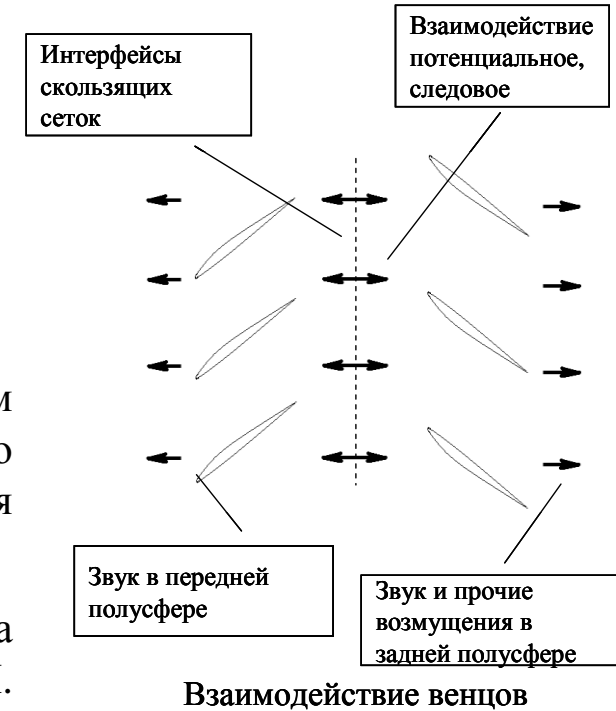 Интерфейсы
скользящих
сеток
Взаимодействие
потенциальное,
следовое
м
о
я
Звук в передней
полусфере
Звук и прочие
возмущения в
задней полусфере
а
.
Взаимодействие венцов